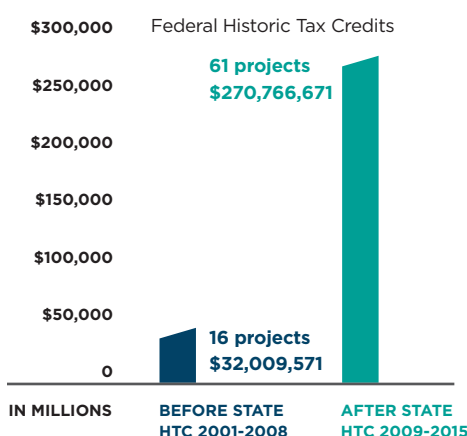 Federal Historic Tax Credits
$300,000
$250,000
$200,000
$150,000
$100,000
$50,000
0
61 projects
$270,766,671
16 projects
$32,009,571
IN MILLIONS
BEFORE STATE
HTC 2001-2008
AFTER STATE
HTC 2009-2015